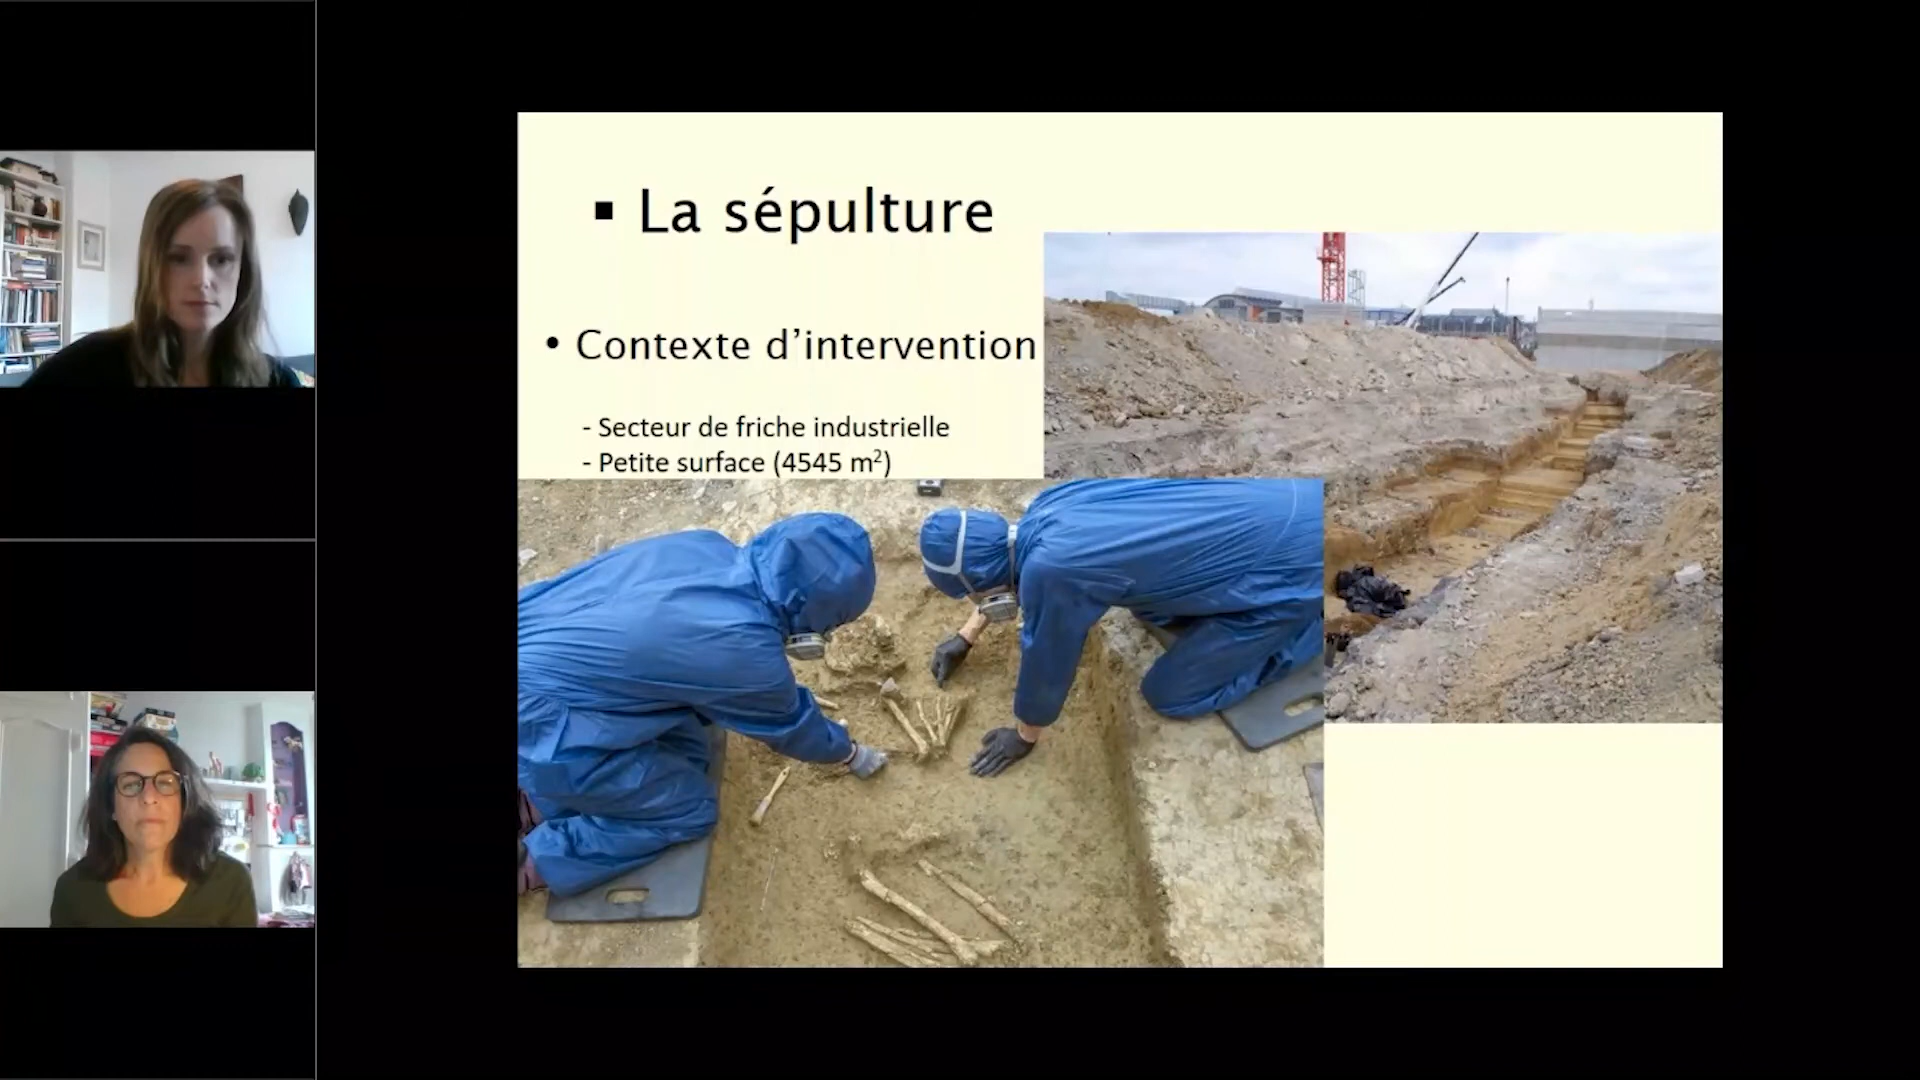 ▪ La sépulture
• Contexte d’intervention
- Secteur de friche industrielle
- Petite surface (4545 m²)